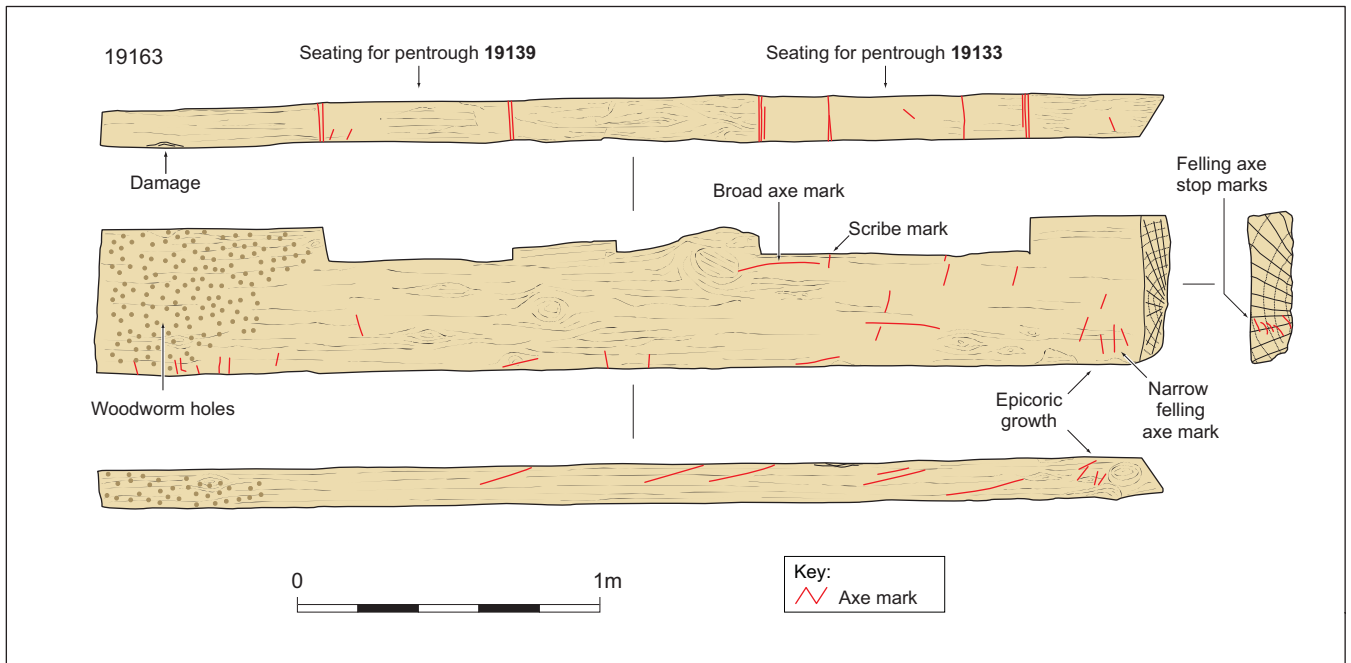 19163
Seating for pentrough 19139
Seating for pentrough 19133
Damage
Felling axe
stop marks
Broad axe mark
Scribe mark
Woodworm holes
Epicoric
growth
Narrow
felling
axe mark
0
1m
Key:
Axe mark